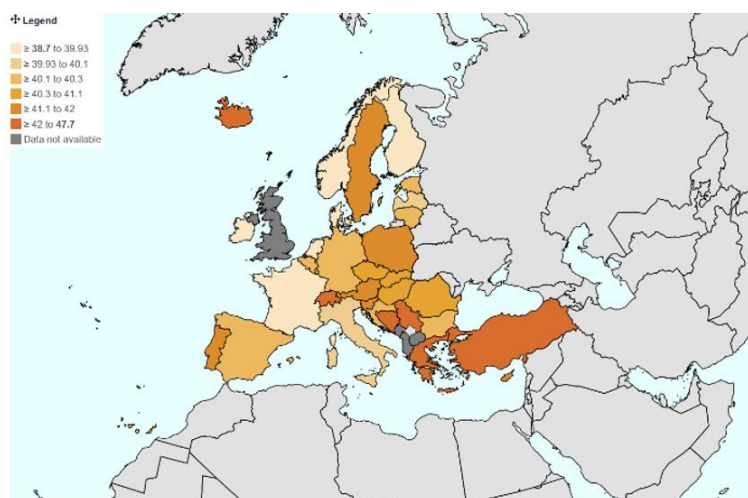 Legend
≥ 38.7 to 39.93
≥ 39.93 to 40.1
≥ 40.1 to 40.3
≥ 40.3 to 41.1
≥ 41.1 to 42
≥ 42 to 47.7
Data not available